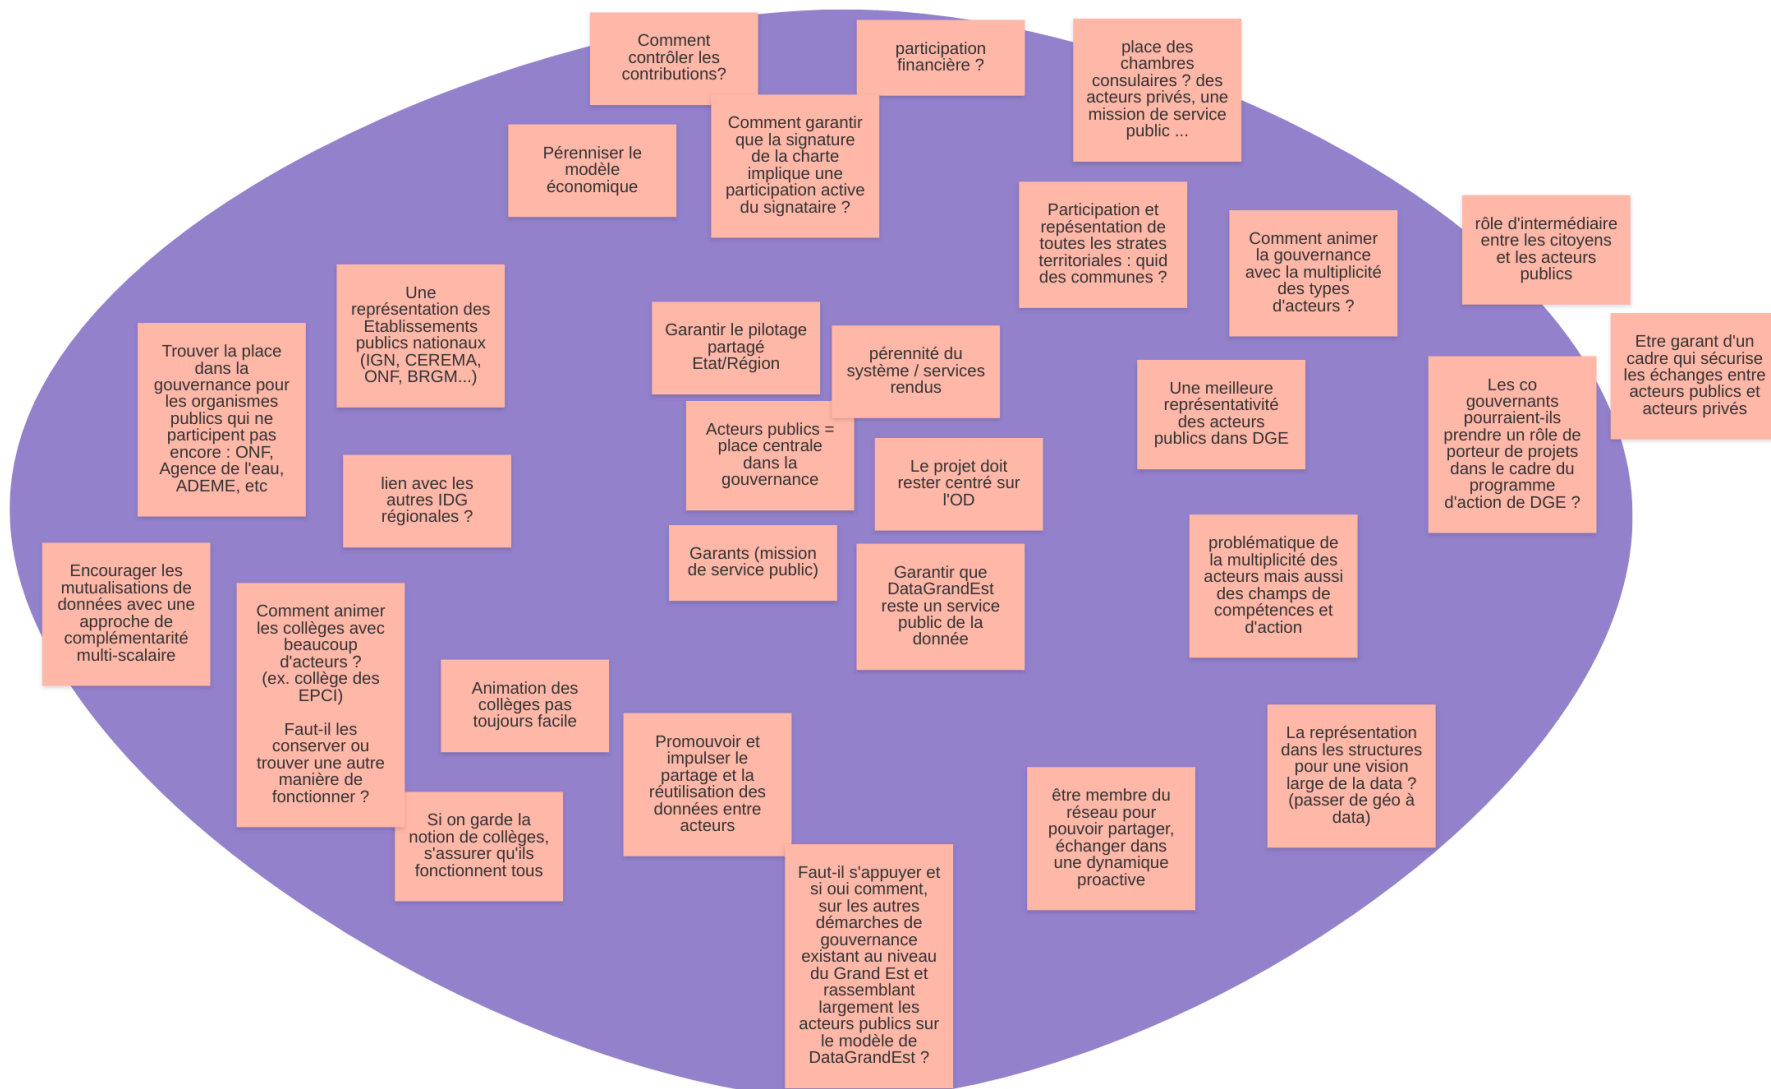 Comment
contrôler les
contributions?
participation
financière ?
place des
chambres
consulaires ? des
acteurs privés, une
mission de service
public ...
Pérenniser le
modèle
économique
Comment garantir
que la signature
de la charte
implique une
participation active
du signataire ?
Participation et
repésentation de
toutes les strates
territoriales : quid
des communes ?
Comment animer
la gouvernance
avec la multiplicité
des types
d'acteurs ?
rôle d'intermédiaire
entre les citoyens
et les acteurs
publics
Une
représentation des
Etablissements
publics nationaux
(IGN, CEREMA,
ONF, BRGM...)
Trouver la place
dans la
gouvernance pour
les organismes
publics qui ne
participent pas
encore : ONF,
Agence de l'eau,
ADEME, etc
Garantir le pilotage
partagé
Etat/Région
pérennité du
système / services
rendus
Etre garant d'un
cadre qui sécurise
les échanges entre
acteurs publics et
acteurs privés
Une meilleure
représentativité
des acteurs
publics dans DGE
Les co
gouvernants
pourraient-ils
prendre un rôle de
porteur de projets
dans le cadre du
programme
d'action de DGE ?
Acteurs publics =
place centrale
dans la
gouvernance
Le projet doit
rester centré sur
l'OD
lien avec les
autres IDG
régionales ?
Garants (mission
de service public)
Garantir que
DataGrandEst
reste un service
public de la
donnée
problématique de
la multiplicité des
acteurs mais aussi
des champs de
compétences et
d'action
Encourager les
mutualisations de
données avec une
approche de
complémentarité
multi-scalaire
Comment animer
les collèges avec
beaucoup
d'acteurs ?
(ex. collège des
EPCI)
Faut-il les
conserver ou
trouver une autre
manière de
fonctionner ?
Animation des
collèges pas
toujours facile
Promouvoir et
impulser le
partage et la
réutilisation des
données entre
acteurs
La représentation
dans les structures
pour une vision
large de la data ?
(passer de géo à
data)
être membre du
réseau pour
pouvoir partager,
échanger dans
une dynamique
proactive
Si on garde la
notion de collèges,
s'assurer qu'ils
fonctionnent tous
Faut-il s'appuyer et
si oui comment,
sur les autres
démarches de
gouvernance
existant au niveau
du Grand Est et
rassemblant
largement les
acteurs publics sur
le modèle de
DataGrandEst ?